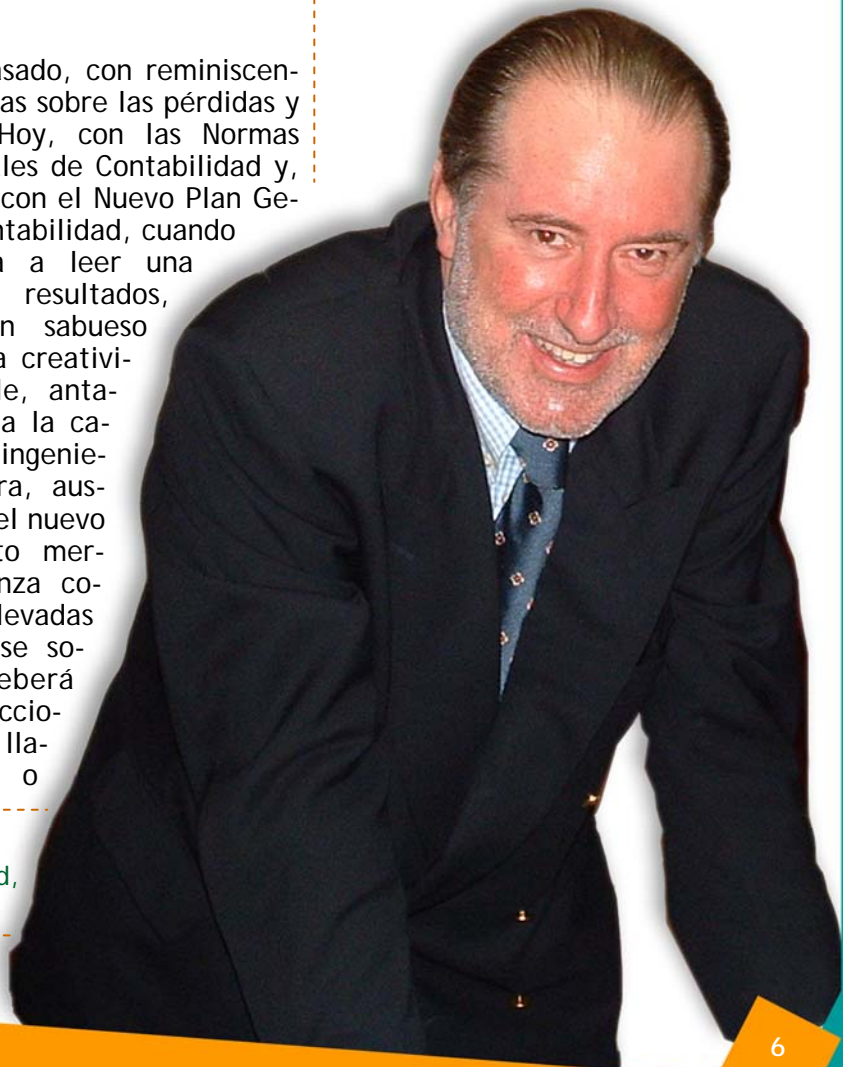 asado, con reminiscen-
as sobre las pérdidas y
Hoy, con las Normas
les de Contabilidad y,
con el Nuevo Plan Ge-
ntabilidad, cuando
a a leer una
resultados,
n sabueso
a creativi-
le, anta-
a la ca-
ingenie-
ra, aus-
el nuevo
to mer-
nza co-
levadas
se so-
eberá
ccio-
lla-
o
d,
6